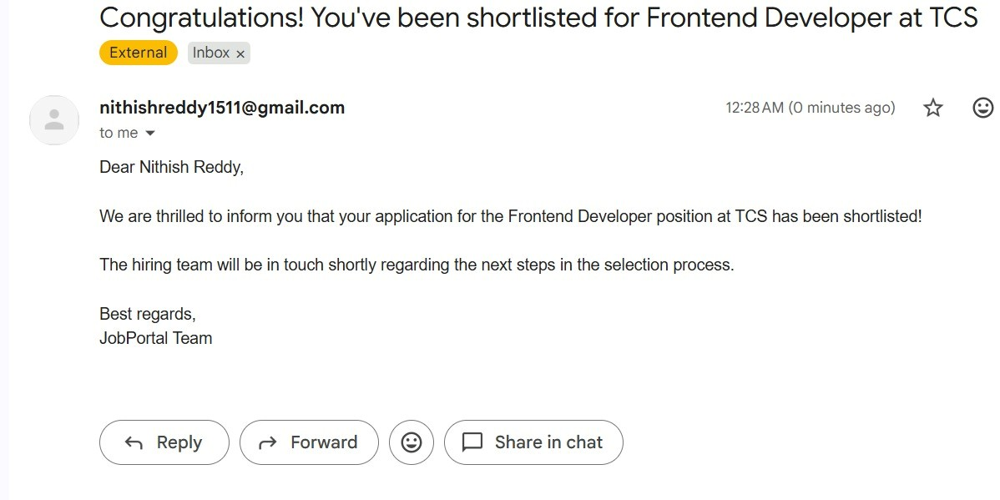 Congratulations! You've been shortlisted for Frontend Developer at TCS
External Inbox ×
nithishreddy1511@gmail.com 12:28 AM (0 minutes ago)
to me
Dear Nithish Reddy,
We are thrilled to inform you that your application for the Frontend Developer position at TCS has been shortlisted!
The hiring team will be in touch shortly regarding the next steps in the selection process.
Best regards,
JobPortal Team
Reply Forward Share in chat